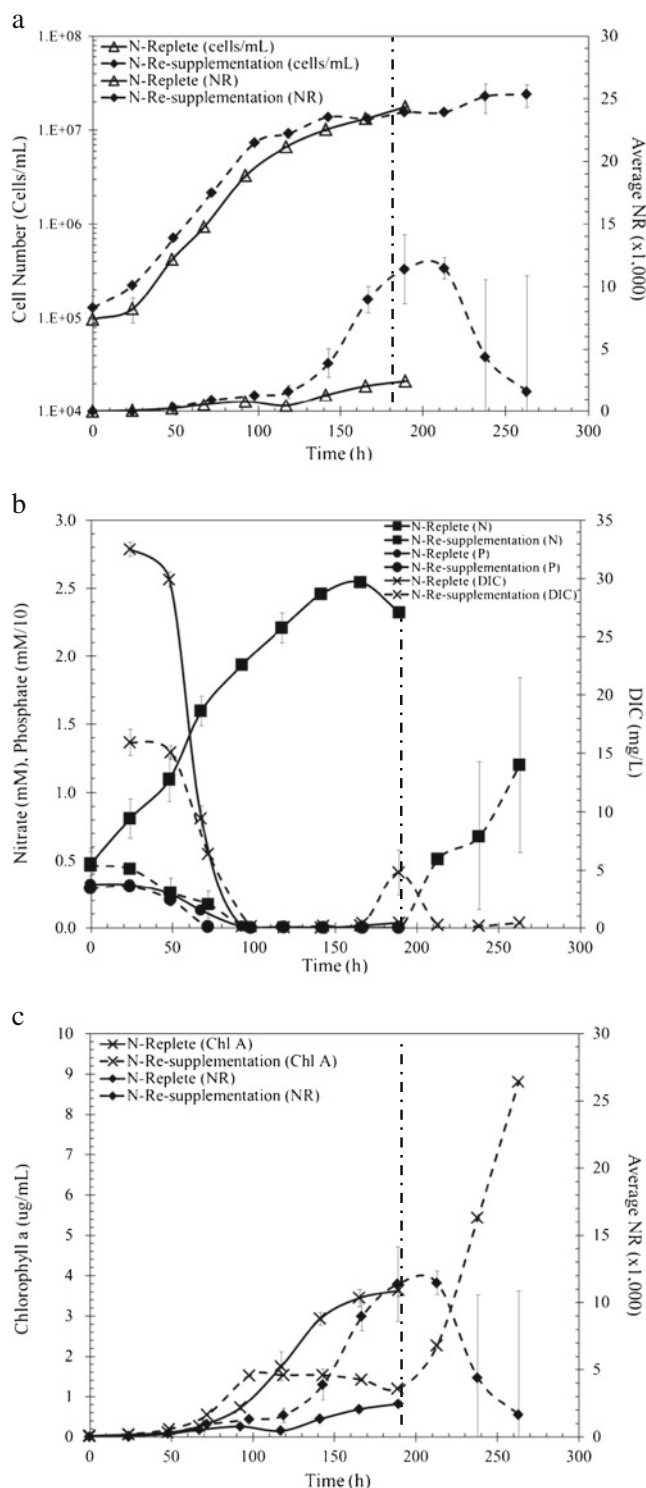 a
1.E+08
1.E+07
1.E+06
1.E+05
1.E+04
Cell Number (Cells/mL)
N-Replete (cells/mL)
N-Re-supplementation (cells/mL)
N-Replete (NR)
N-Re-supplementation (NR)
30
25
20
15
10
5
0
Average NR (x1,000)
0 50 100 150 200 250 300
Time (h)
b
3.0
2.5
2.0
1.5
1.0
0.5
0.0
Nitrate (mM), Phosphate (mM/10)
N-Replete (N)
N-Re-supplementation (N)
N-Replete (P)
N-Re-supplementation (P)
N-Replete (DIC)
N-Re-supplementation (DIC)
35
30
25
20
15
10
5
0
DIC (mg/L)
0 50 100 150 200 250 300
Time (h)
c
10
9
8
7
6
5
4
3
2
1
0
Chlorophyll a (ug/mL)
N-Replete (Chl A)
N-Re-supplementation (Chl A)
N-Replete (NR)
N-Re-supplementation (NR)
30
25
20
15
10
5
0
Average NR (x1,000)
0 50 100 150 200 250 300
Time (h)